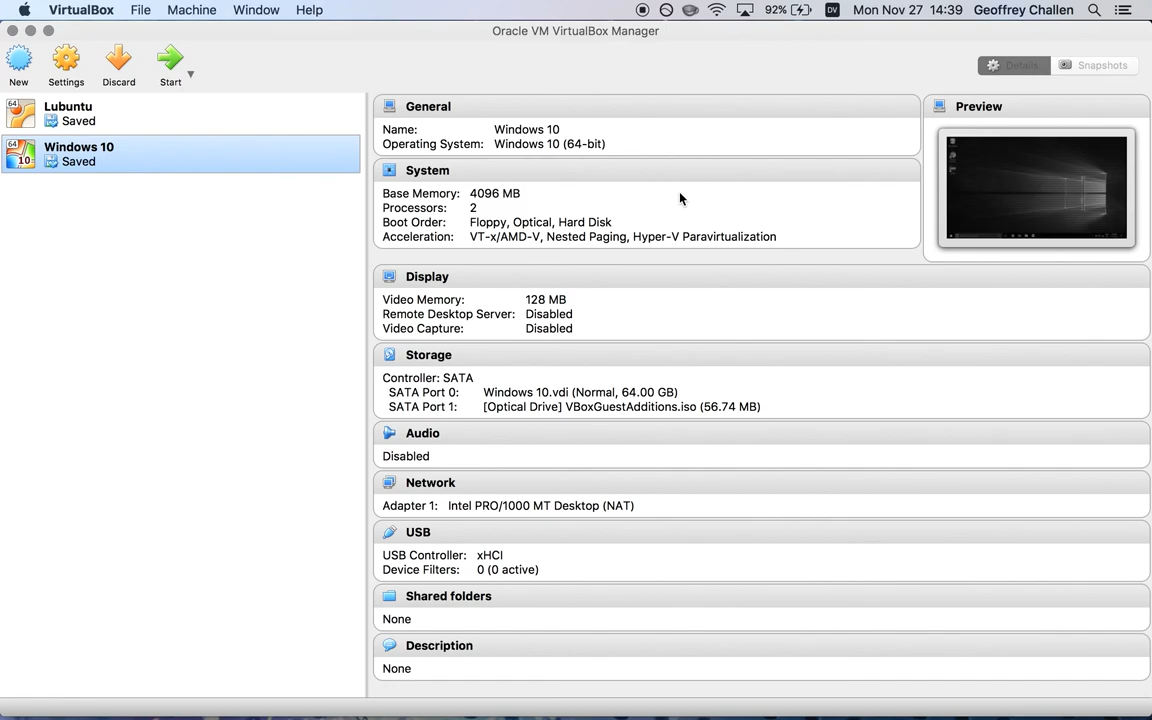 VirtualBox File Machine Window Help 92% DV Mon Nov 27 14:39 Geoffrey Challen
Oracle VM VirtualBox Manager
New Settings Discard Start Details Snapshots
64 Lubuntu
Saved
64 10 Windows 10
Saved
General
Name: Windows 10
Operating System: Windows 10 (64-bit)
Preview
System
Base Memory: 4096 MB
Processors: 2
Boot Order: Floppy, Optical, Hard Disk
Acceleration: VT-x/AMD-V, Nested Paging, Hyper-V Paravirtualization
Display
Video Memory: 128 MB
Remote Desktop Server: Disabled
Video Capture: Disabled
Storage
Controller: SATA
SATA Port 0: Windows 10.vdi (Normal, 64.00 GB)
SATA Port 1: [Optical Drive] VBoxGuestAdditions.iso (56.74 MB)
Audio
Disabled
Network
Adapter 1: Intel PRO/1000 MT Desktop (NAT)
USB
USB Controller: xHCI
Device Filters: 0 (0 active)
Shared folders
None
Description
None